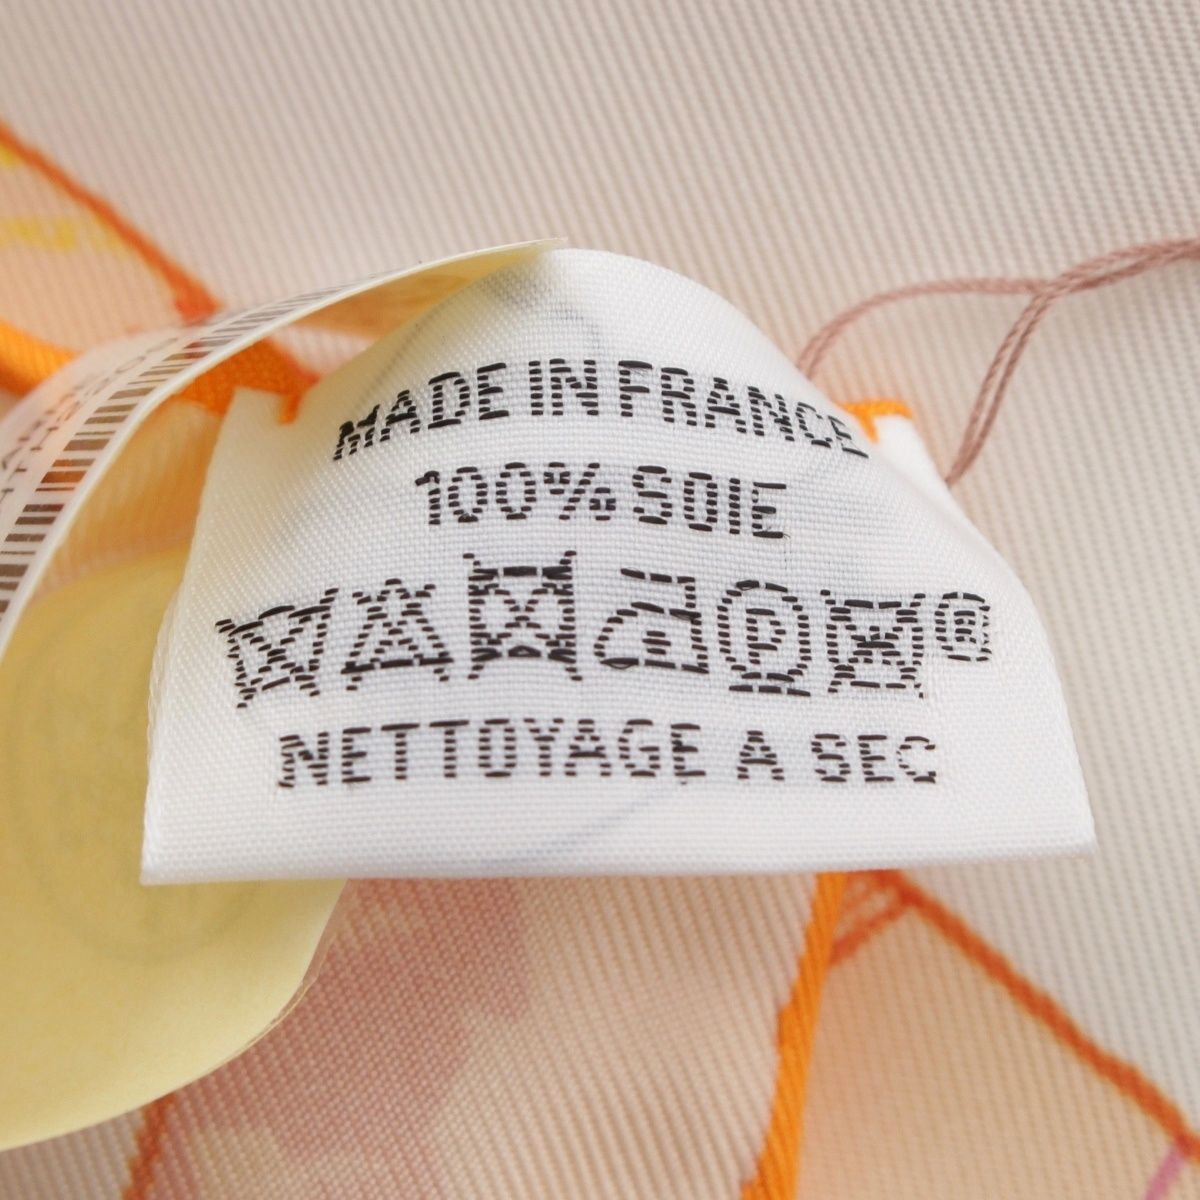 MADE IN FRANCE
100% SOIE
P ®
NETTOYAGE A SEC